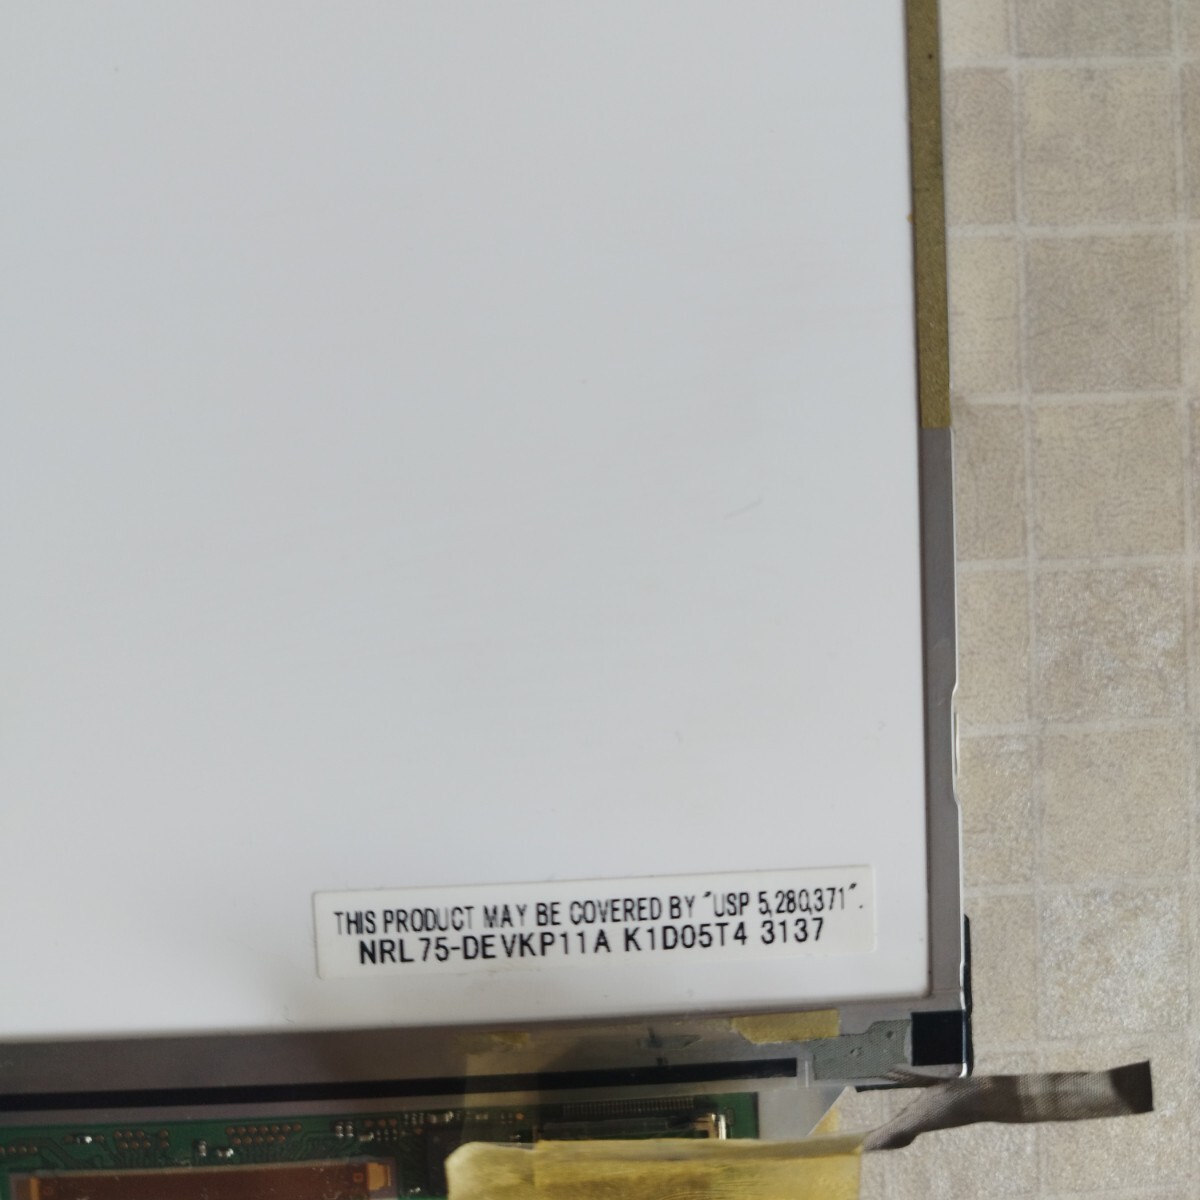 THIS PRODUCT MAY BE COVERED BY "USP 5,280,371".
NRL75-DEVKP11A K1D05T4 3137